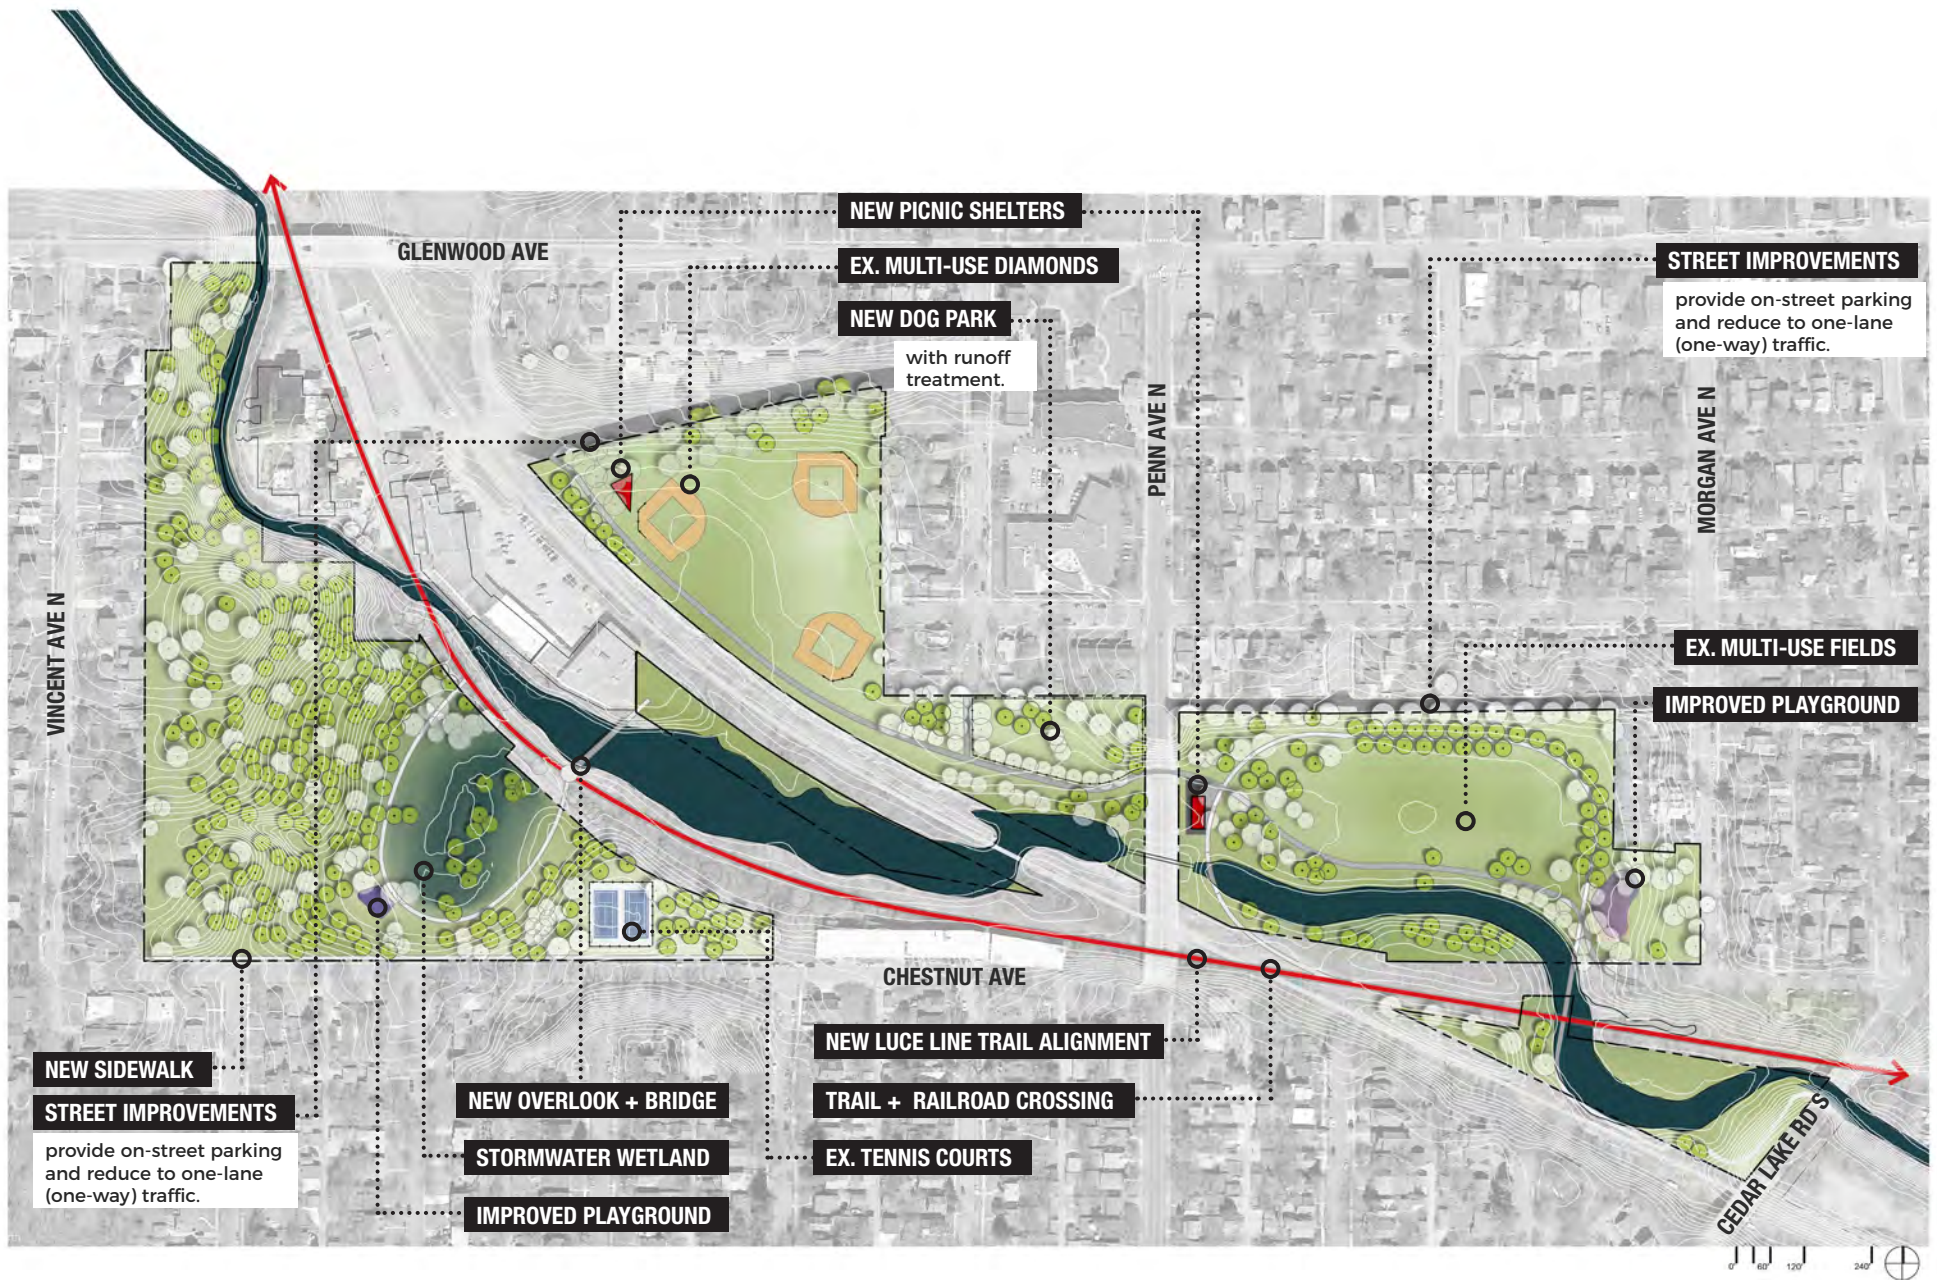 NEW PICNIC SHELTERS
GLENWOOD AVE
EX. MULTI-USE DIAMONDS
STREET IMPROVEMENTS
provide on-street parking
and reduce to one-lane
(one-way) traffic.
NEW DOG PARK
with runoff
treatment.
PENN AVE N
MORGAN AVE N
VINCENT AVE N
EX. MULTI-USE FIELDS
IMPROVED PLAYGROUND
CHESTNUT AVE
NEW LUCE LINE TRAIL ALIGNMENT
NEW SIDEWALK
NEW OVERLOOK + BRIDGE
TRAIL + RAILROAD CROSSING
STREET IMPROVEMENTS
provide on-street parking
and reduce to one-lane
(one-way) traffic.
STORMWATER WETLAND
EX. TENNIS COURTS
CEDAR LAKE RD S
IMPROVED PLAYGROUND
0' 60' 120' 240'